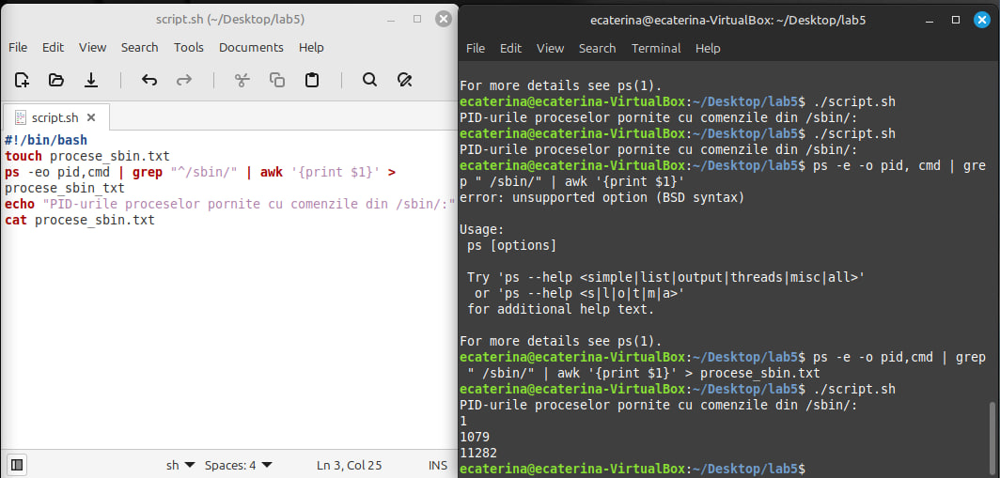 script.sh (~/Desktop/lab5)
File Edit View Search Tools Documents Help
script.sh
#!/bin/bash
touch procese_sbin.txt
ps -eo pid,cmd | grep "^/sbin/" | awk '{print $1}' >
procese_sbin_txt
echo "PID-urile proceselor pornite cu comenzile din /sbin/:"
cat procese_sbin.txt
sh Spaces: 4 Ln 3, Col 25 INS
ecaterina@ecaterina-VirtualBox: ~/Desktop/lab5
File Edit View Search Terminal Help
For more details see ps(1).
ecaterina@ecaterina-VirtualBox:~/Desktop/lab5$ ./script.sh
PID-urile proceselor pornite cu comenzile din /sbin/:
ecaterina@ecaterina-VirtualBox:~/Desktop/lab5$ ./script.sh
PID-urile proceselor pornite cu comenzile din /sbin/:
ecaterina@ecaterina-VirtualBox:~/Desktop/lab5$ ps -e -o pid, cmd | gre
p " /sbin/" | awk '{print $1}'
error: unsupported option (BSD syntax)
Usage:
ps [options]
Try 'ps --help <simple|list|output|threads|misc|all>'
or 'ps --help <s|l|o|t|m|a>'
for additional help text.
For more details see ps(1).
ecaterina@ecaterina-VirtualBox:~/Desktop/lab5$ ps -e -o pid,cmd | grep
" /sbin/" | awk '{print $1}' > procese_sbin.txt
ecaterina@ecaterina-VirtualBox:~/Desktop/lab5$ ./script.sh
PID-urile proceselor pornite cu comenzile din /sbin/:
1
1079
11282
ecaterina@ecaterina-VirtualBox:~/Desktop/lab5$